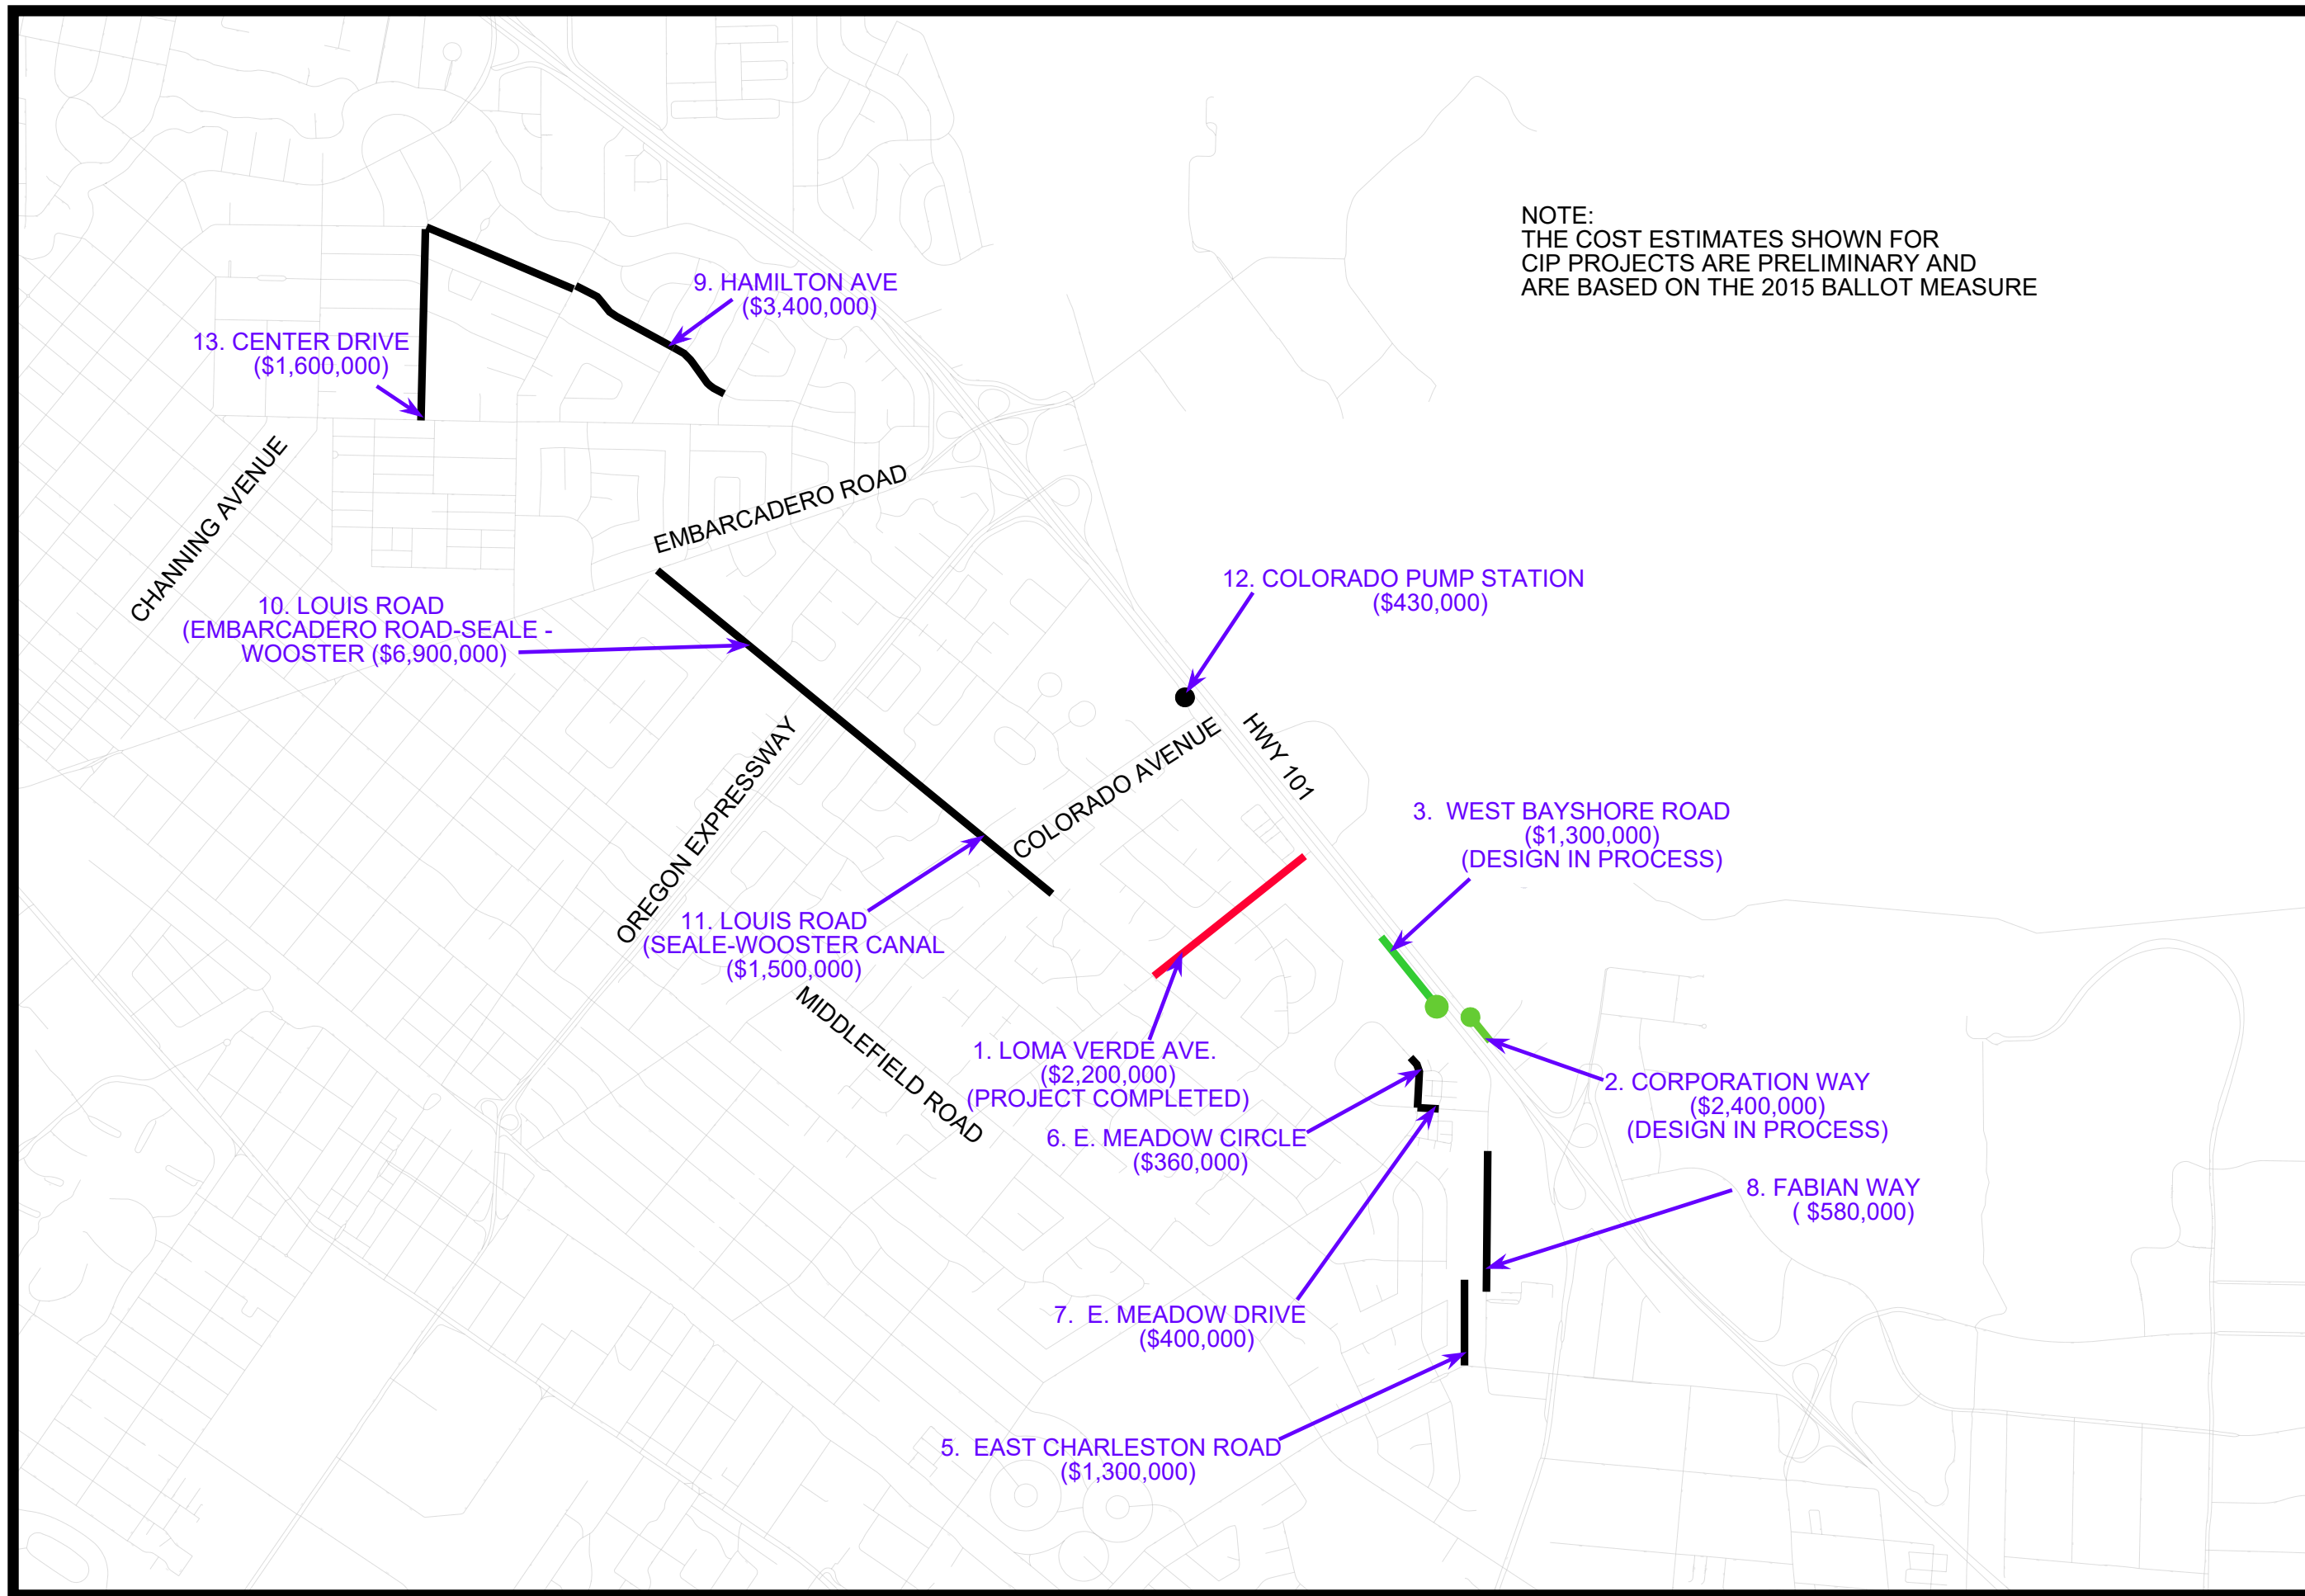 NOTE:
THE COST ESTIMATES SHOWN FOR
CIP PROJECTS ARE PRELIMINARY AND
ARE BASED ON THE 2015 BALLOT MEASURE
9. HAMILTON AVE
($3,400,000)
13. CENTER DRIVE
($1,600,000)
CHANNING AVENUE
EMBARCADERO ROAD
10. LOUIS ROAD
(EMBARCADERO ROAD-SEALE -
WOOSTER ($6,900,000)
12. COLORADO PUMP STATION
($430,000)
OREGON EXPRESSWAY
COLORADO AVENUE
HWY 101
3. WEST BAYSHORE ROAD
($1,300,000)
(DESIGN IN PROCESS)
11. LOUIS ROAD
(SEALE-WOOSTER CANAL
($1,500,000)
MIDDLEFIELD ROAD
1. LOMA VERDE AVE.
($2,200,000)
(PROJECT COMPLETED)
2. CORPORATION WAY
($2,400,000)
(DESIGN IN PROCESS)
6. E. MEADOW CIRCLE
($360,000)
8. FABIAN WAY
( $580,000)
7. E. MEADOW DRIVE
($400,000)
5. EAST CHARLESTON ROAD
($1,300,000)